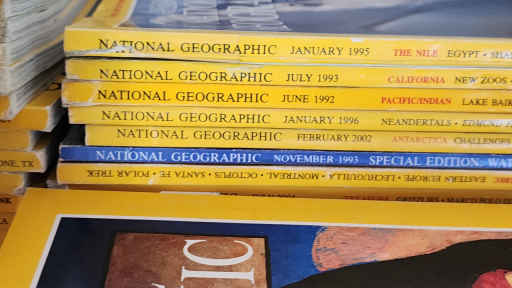 NATIONAL GEOGRAPHIC JANUARY 1995 THE NILE EGYPT •
NATIONAL GEOGRAPHIC JULY 1993 CALIFORNIA NEW ZOOS •
NATIONAL GEOGRAPHIC JUNE 1992 PACIFIC/INDIAN LAKE
NATIONAL GEOGRAPHIC JANUARY 1996 NEANDERTALS •
NATIONAL GEOGRAPHIC FEBRUARY 2002 ANTARCTICA CHALLENGES
NATIONAL GEOGRAPHIC NOVEMBER 1993 SPECIAL EDITION:
EASTERN EUROPE • LECHUGUILLA • MONTREAL • OCTOPUS • SANTA FE • POLAR TREK